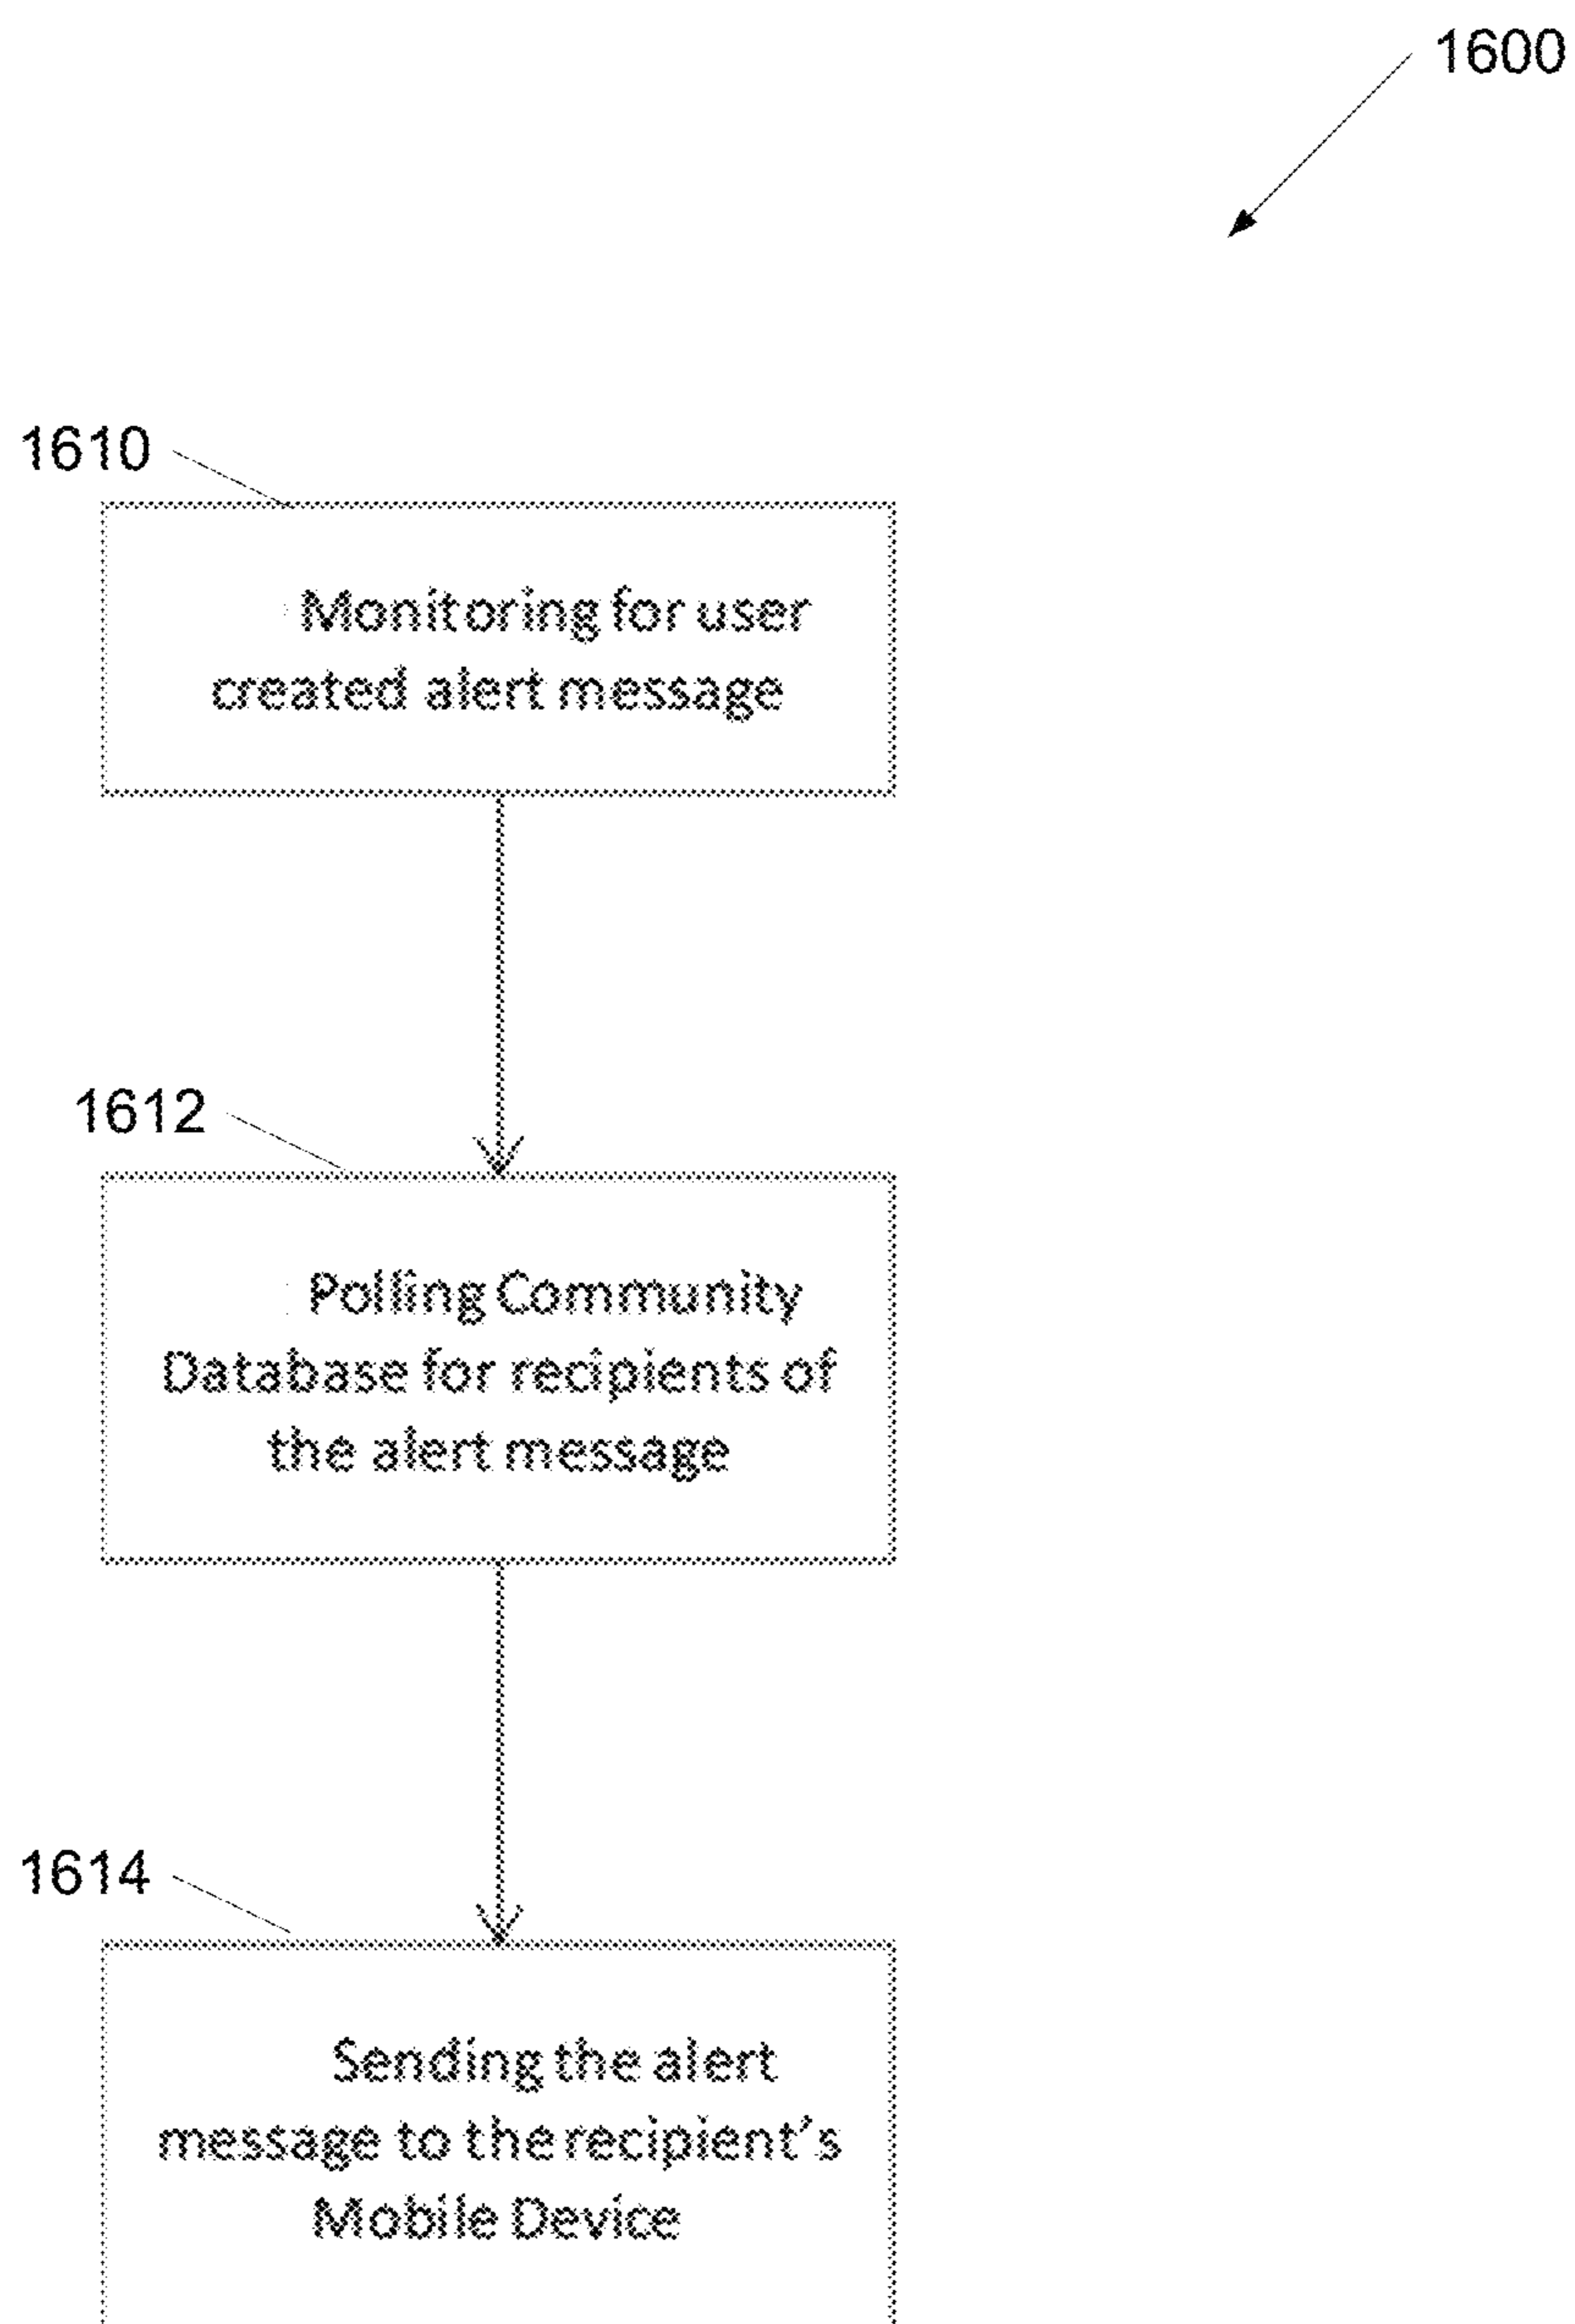 1600
1610
Monitoring for user
created alert message
1612
Polling Community
Database for recipients of
the alert message
1614
Sending the alert
message to the recipient's
Mobile Device